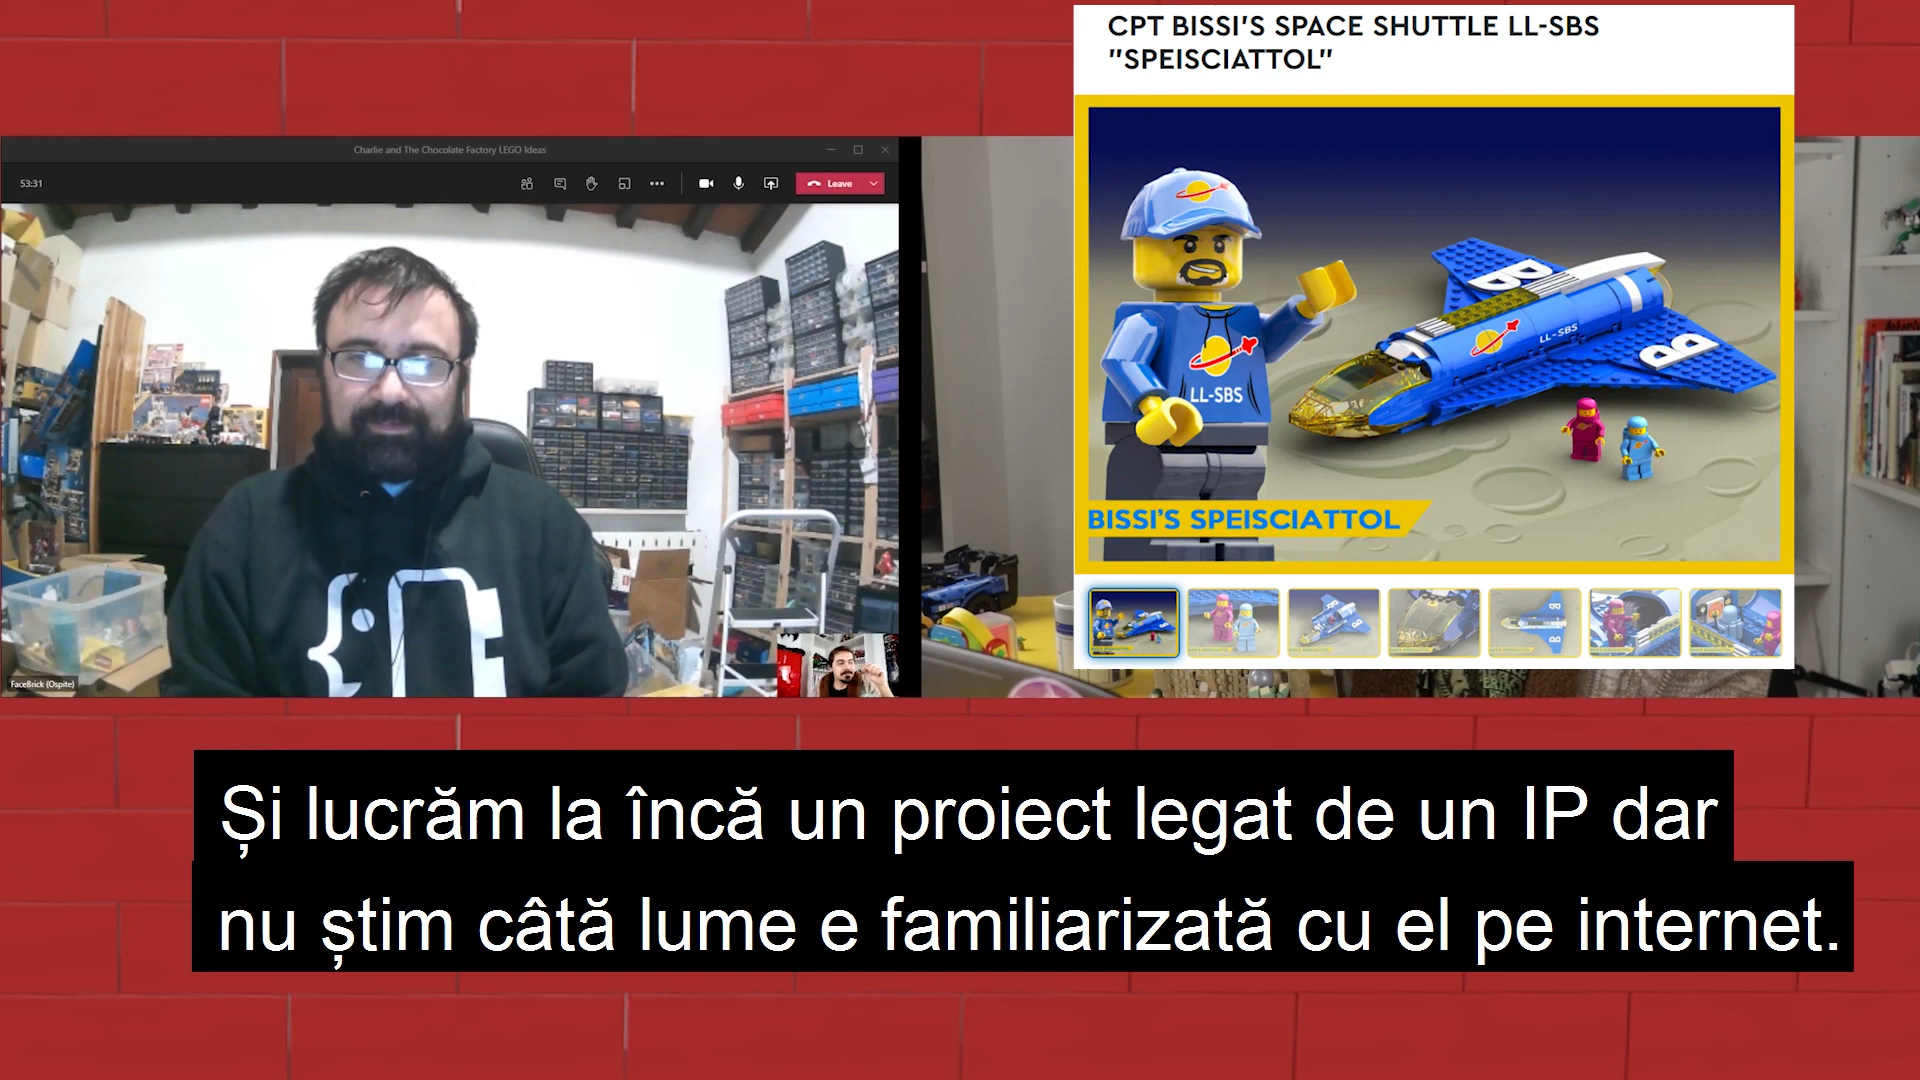 CPT BISSI'S SPACE SHUTTLE LL-SBS
"SPEISCIATTOL"
Charlie and The Chocolate Factory LEGO Ideas
53:31
Leave
LL-SBS
LL-SBS
BISSI'S SPEISCIATTOL
FaceBrick (Ospite)
Și lucrăm la încă un proiect legat de un IP dar
nu știm câtă lume e familiarizată cu el pe internet.